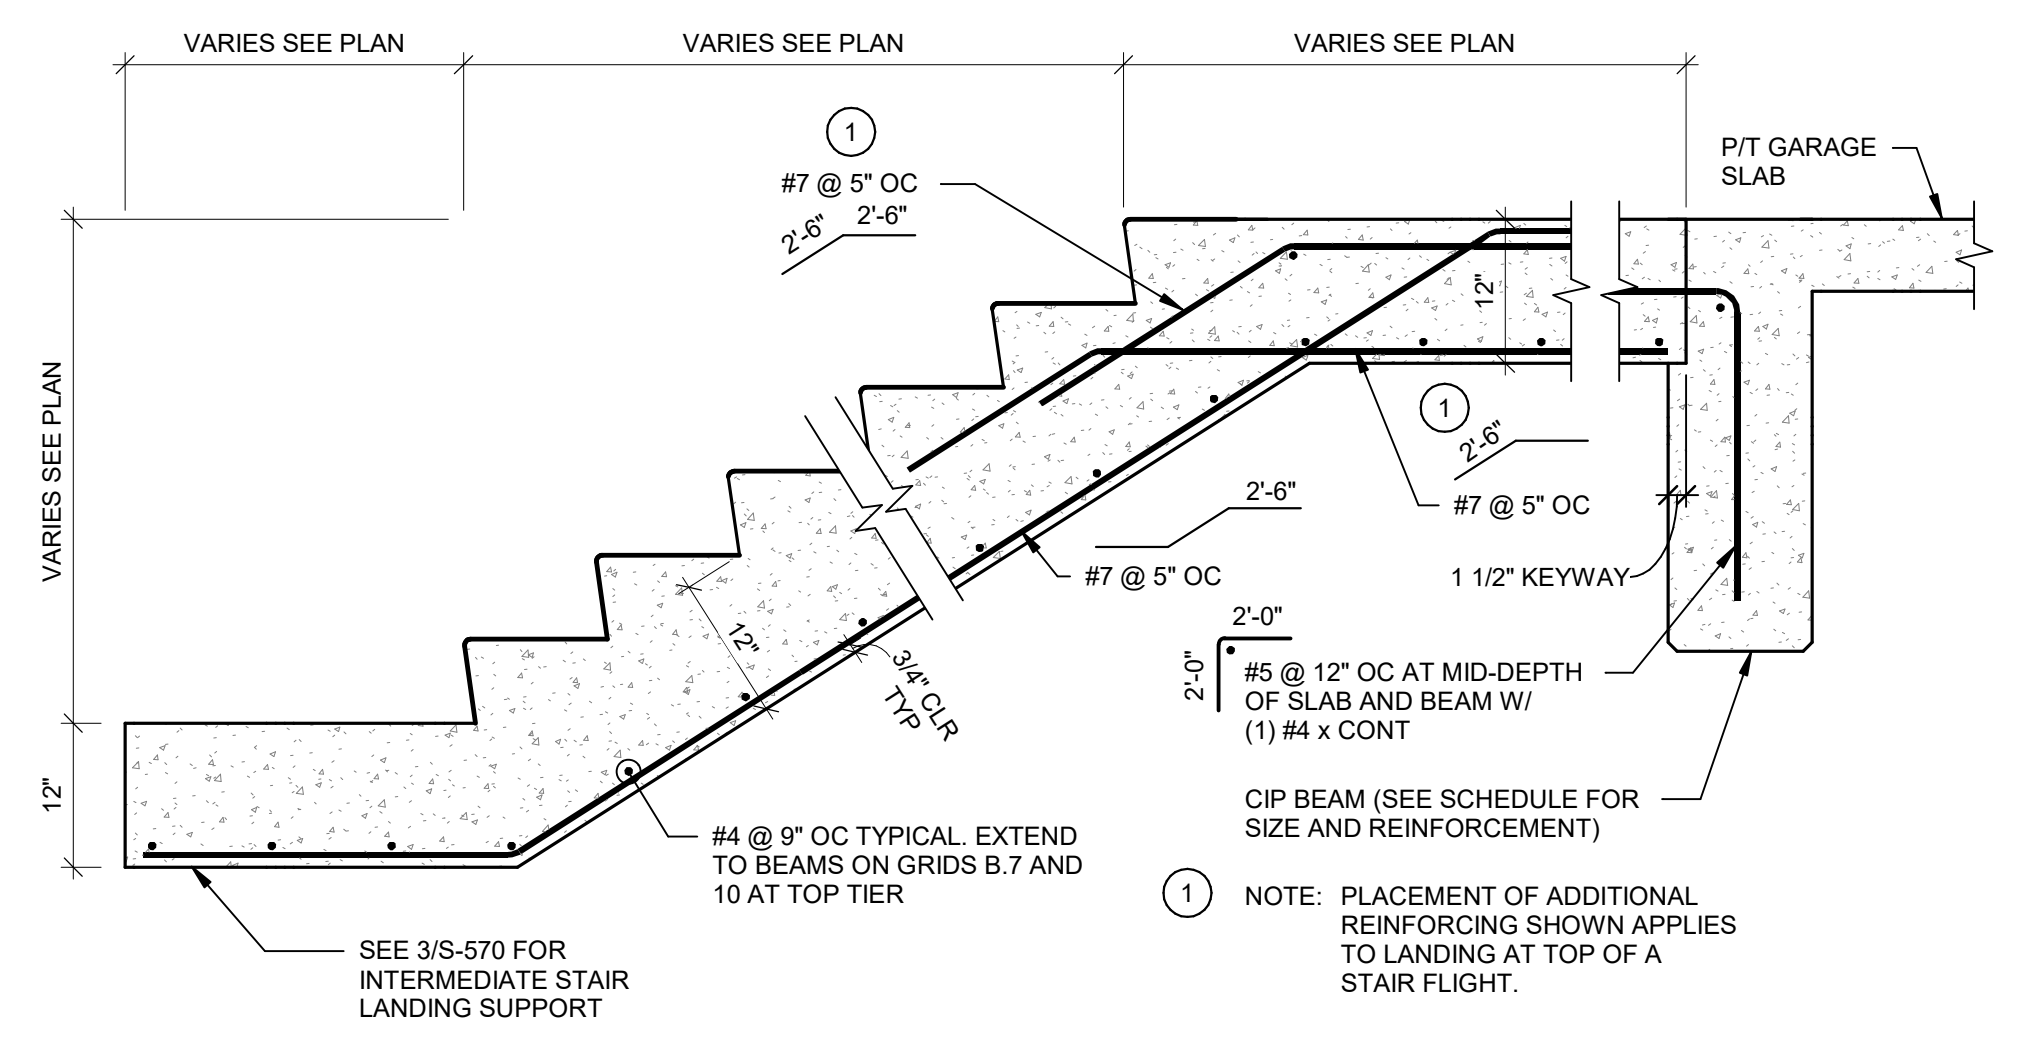 VARIES SEE PLAN
VARIES SEE PLAN
VARIES SEE PLAN
1
#7 @ 5" OC
2'-6"
2'-6"
P/T GARAGE
SLAB
VARIES SEE PLAN
12"
12"
12"
3/4" CLR
TYP
1
2'-6"
#7 @ 5" OC
2'-6"
#7 @ 5" OC
1 1/2" KEYWAY
2'-0"
2'-0"
#5 @ 12" OC AT MID-DEPTH
OF SLAB AND BEAM W/
(1) #4 x CONT
CIP BEAM (SEE SCHEDULE FOR
SIZE AND REINFORCEMENT)
#4 @ 9" OC TYPICAL. EXTEND
TO BEAMS ON GRIDS B.7 AND
10 AT TOP TIER
SEE 3/S-570 FOR
INTERMEDIATE STAIR
LANDING SUPPORT
1
NOTE: PLACEMENT OF ADDITIONAL
REINFORCING SHOWN APPLIES
TO LANDING AT TOP OF A
STAIR FLIGHT.